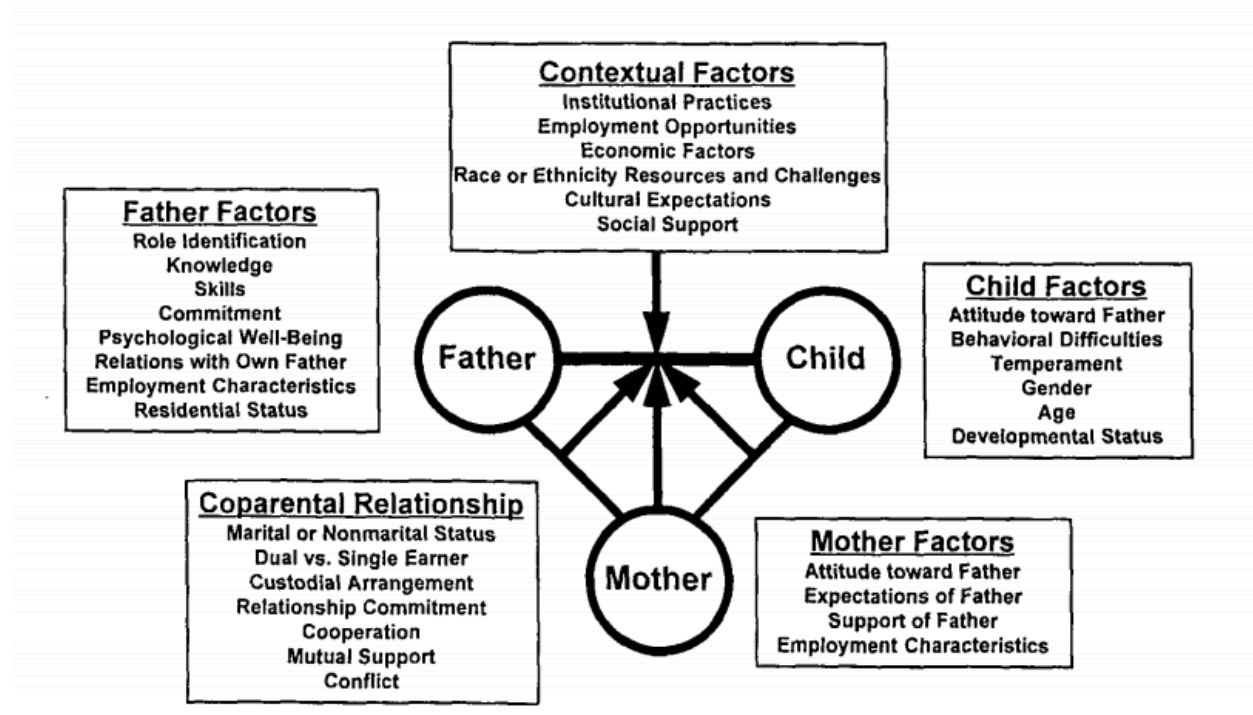 Contextual Factors
Institutional Practices
Employment Opportunities
Economic Factors
Race or Ethnicity Resources and Challenges
Cultural Expectations
Social Support
Father Factors
Role Identification
Knowledge
Skills
Commitment
Psychological Well-Being
Relations with Own Father
Employment Characteristics
Residential Status
Father
Child
Child Factors
Attitude toward Father
Behavioral Difficulties
Temperament
Gender
Age
Developmental Status
Coparental Relationship
Marital or Nonmarital Status
Dual vs. Single Earner
Custodial Arrangement
Relationship Commitment
Cooperation
Mutual Support
Conflict
Mother
Mother Factors
Attitude toward Father
Expectations of Father
Support of Father
Employment Characteristics